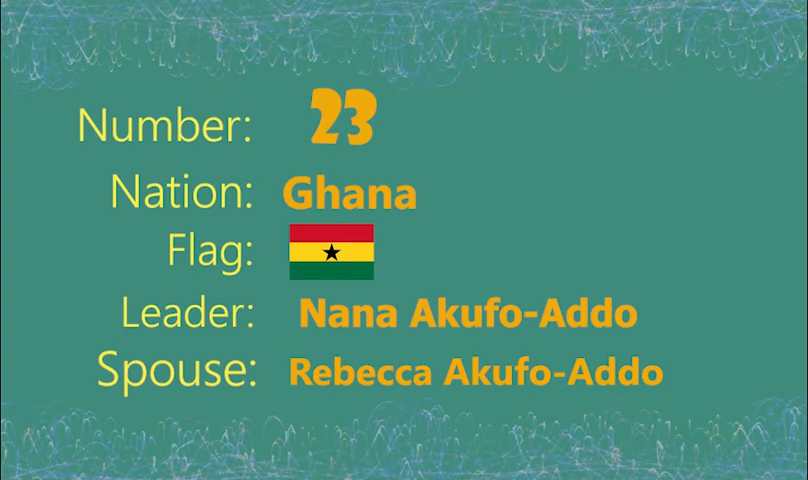 Number: 23
Nation: Ghana
Flag:
Leader: Nana Akufo-Addo
Spouse: Rebecca Akufo-Addo